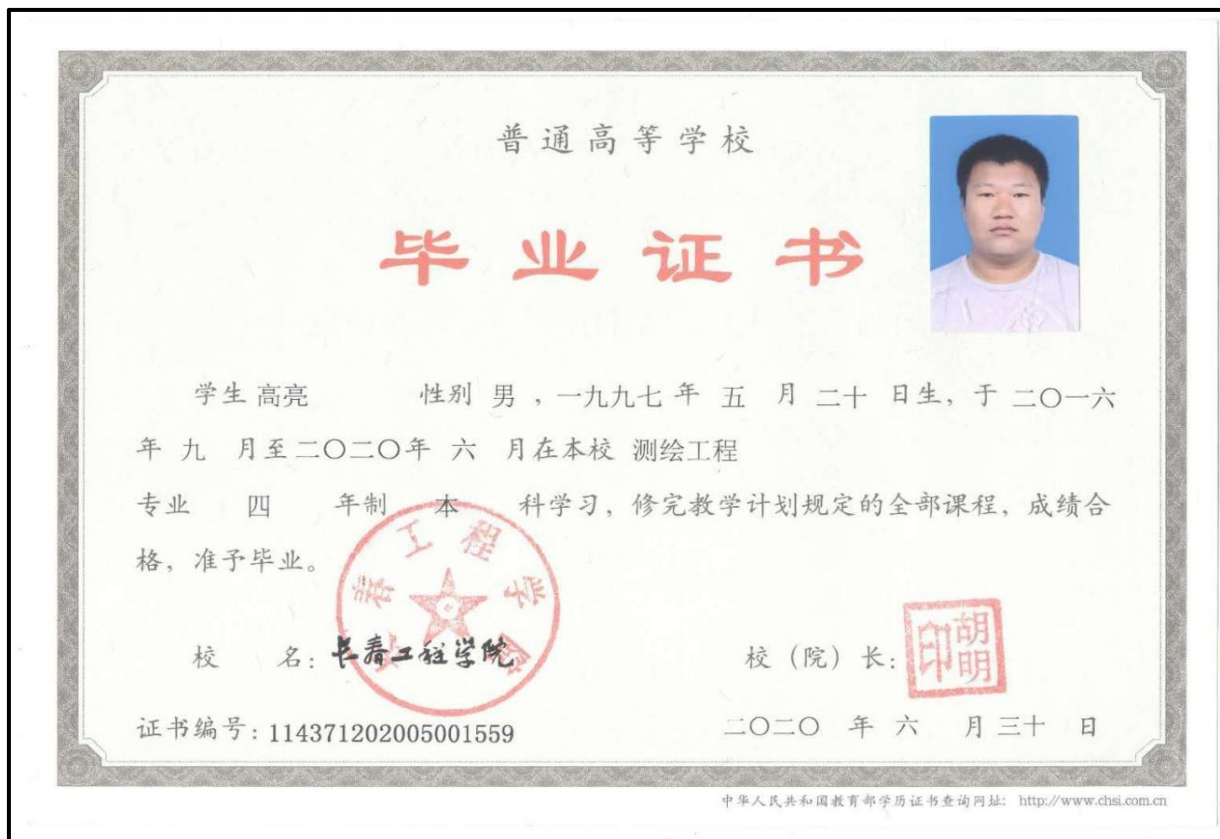 普通高等学校
毕业证书
学生 高亮 性别 男 ，一九九七 年 五 月 二十 日生，于 二〇一六
年 九 月至二〇二〇年 六 月在本校 测绘工程
专业 四 年制 本 科学习，修完教学计划规定的全部课程，成绩合
格，准予毕业。
长春工程学院
校 名：长春工程学院
校（院）长：
胡明印
证书编号：114371202005001559
二〇二〇 年 六 月三十 日
中华人民共和国教育部学历证书查询网址： http://www.chsi.com.cn